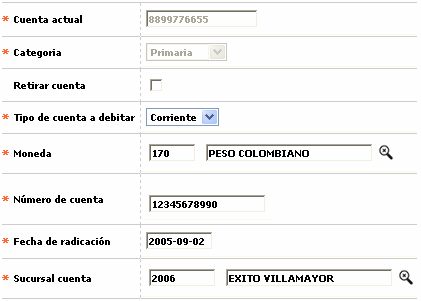 * Cuenta actual 8899776655
* Categoria Primaria
Retirar cuenta
* Tipo de cuenta a debitar Corriente
* Moneda 170 PESO COLOMBIANO
* Número de cuenta 12345678990
* Fecha de radicación 2005-09-02
* Sucursal cuenta 2006 EXITO VILLAMAYOR